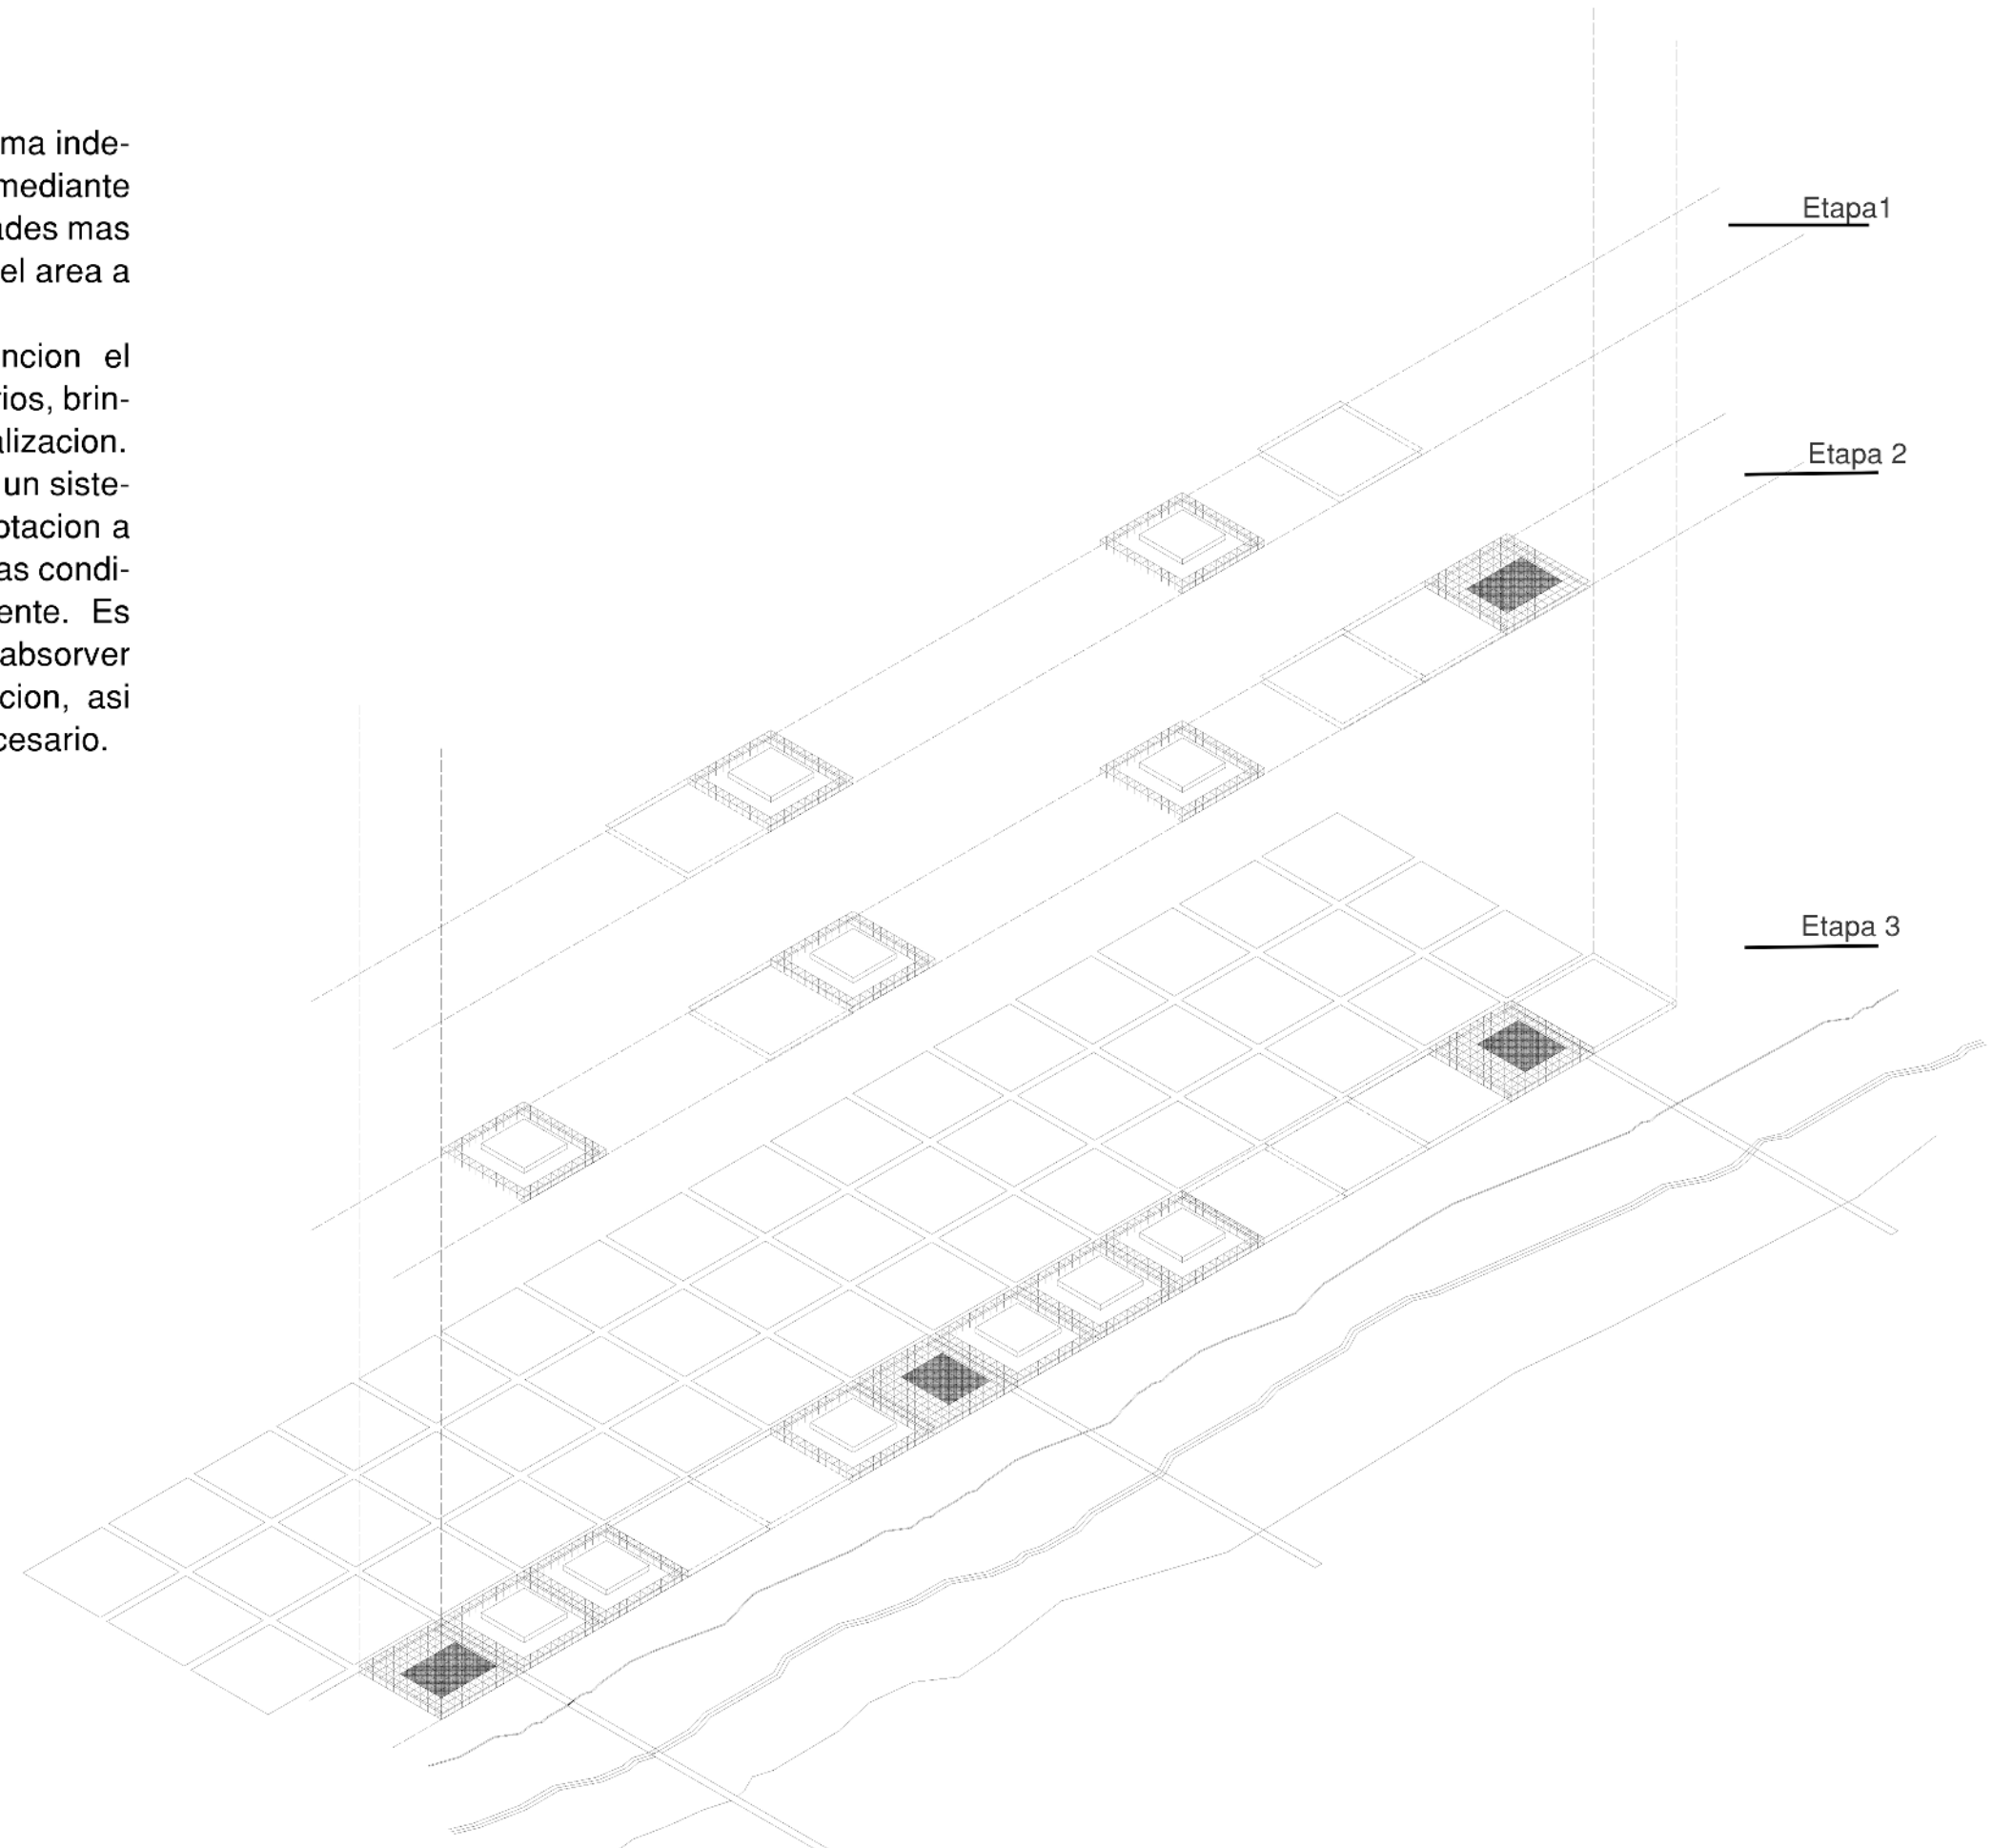 ma inde-
mediante
ades mas
el area a
ncion el
rios, brin-
alizacion.
un siste-
otacion a
as condi-
ente. Es
absorver
cion, asi
cesario.
Etapa1
Etapa 2
Etapa 3